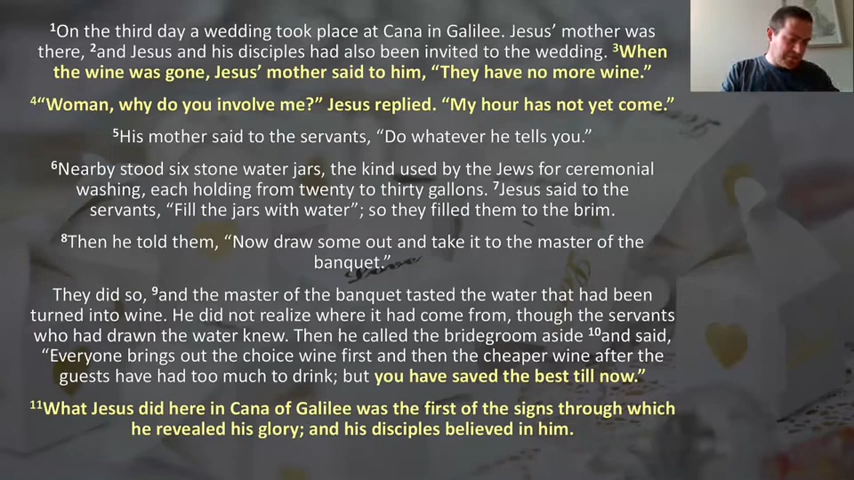 ¹On the third day a wedding took place at Cana in Galilee. Jesus’ mother was
there, ²and Jesus and his disciples had also been invited to the wedding. ³When
the wine was gone, Jesus’ mother said to him, “They have no more wine.”
⁴“Woman, why do you involve me?” Jesus replied. “My hour has not yet come.”
⁵His mother said to the servants, “Do whatever he tells you.”
⁶Nearby stood six stone water jars, the kind used by the Jews for ceremonial
washing, each holding from twenty to thirty gallons. ⁷Jesus said to the
servants, “Fill the jars with water”; so they filled them to the brim.
⁸Then he told them, “Now draw some out and take it to the master of the
banquet.”
They did so, ⁹and the master of the banquet tasted the water that had been
turned into wine. He did not realize where it had come from, though the servants
who had drawn the water knew. Then he called the bridegroom aside ¹⁰and said,
“Everyone brings out the choice wine first and then the cheaper wine after the
guests have had too much to drink; but you have saved the best till now.”
¹¹What Jesus did here in Cana of Galilee was the first of the signs through which
he revealed his glory; and his disciples believed in him.